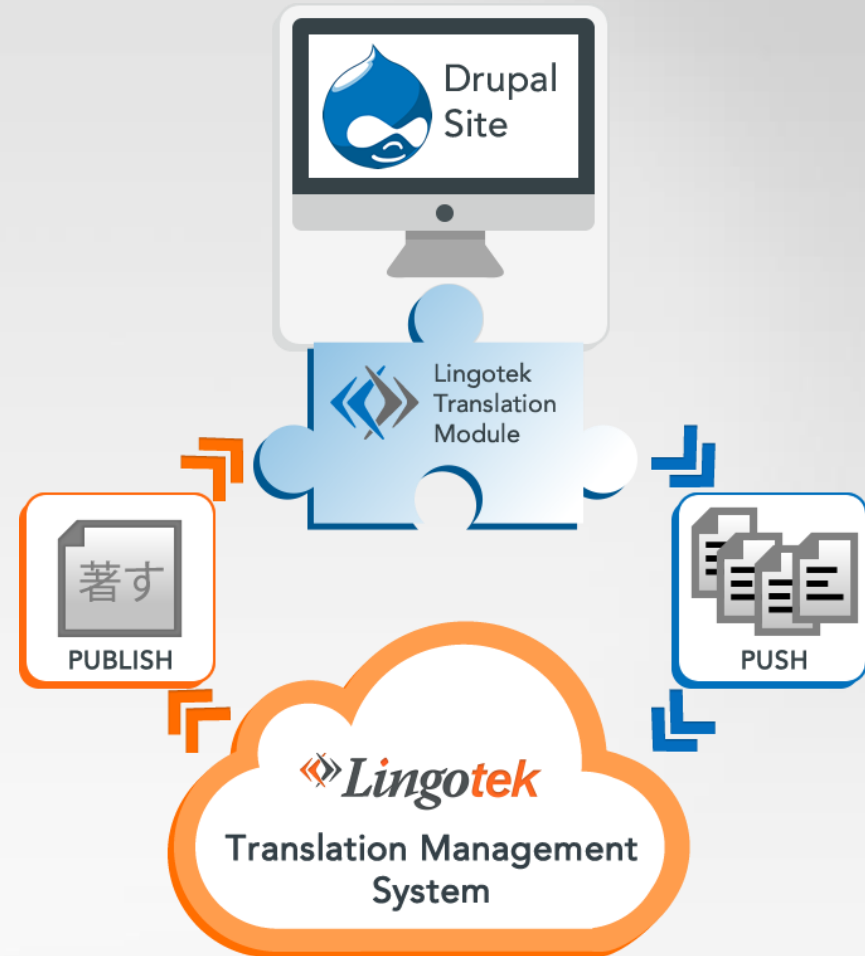 Drupal
Site
Lingotek
Translation
Module
著す
PUBLISH
PUSH
Lingotek
Translation Management
System